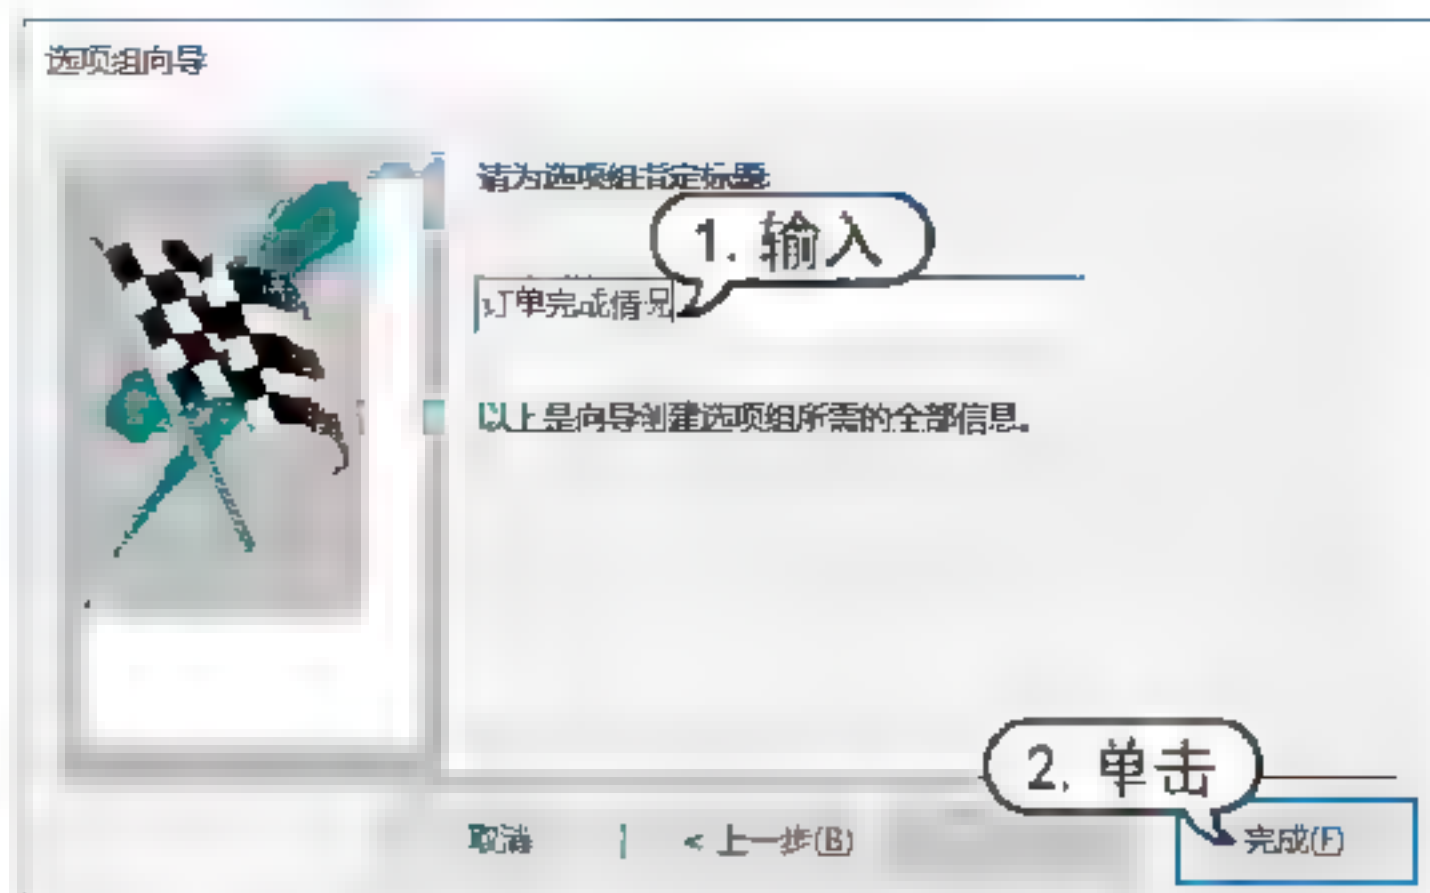 选项组向导
请为选项组指定标题:
1. 输入
订单完成情况
以上是向导创建选项组所需的全部信息。
2. 单击
取消 < 上一步(B) 完成(F)